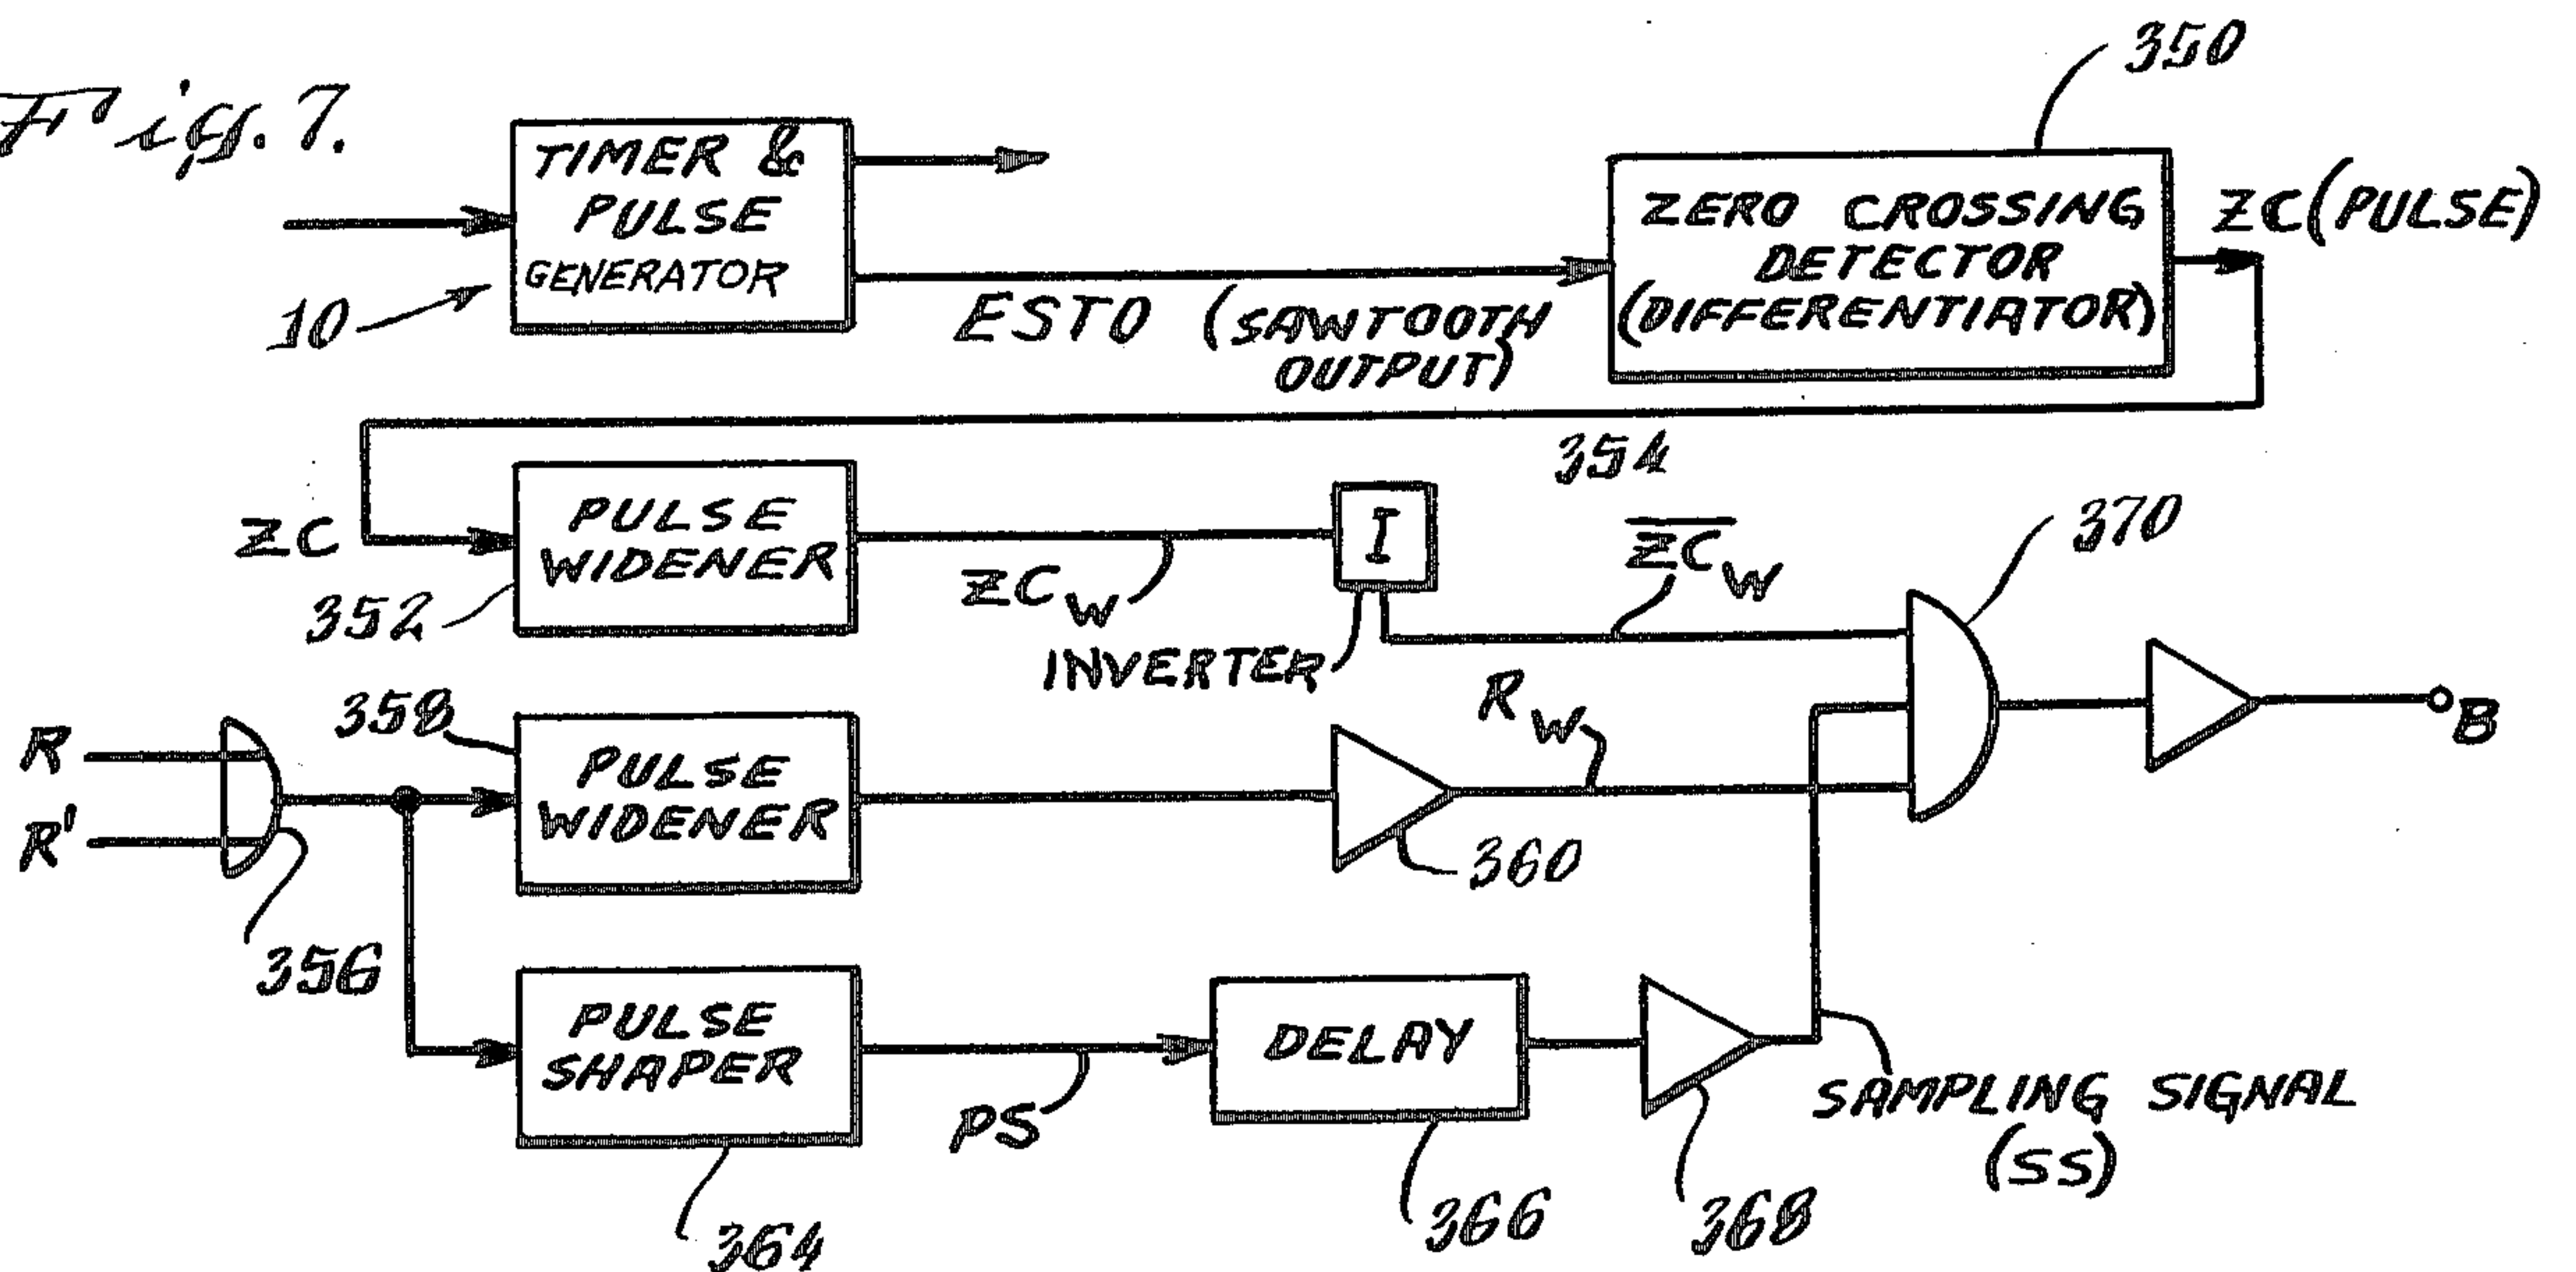 Fig. 7.
350
TIMER &
PULSE
GENERATOR
10
ESTO (SAWTOOTH
OUTPUT)
ZERO CROSSING
DETECTOR
(DIFFERENTIATOR)
ZC (PULSE)
354
ZC
PULSE
WIDENER
352
ZCW
I
INVERTER
Z̅C̅W
370
R
R'
356
358
PULSE
WIDENER
360
RW
B
PULSE
SHAPER
364
PS
DELAY
366
368
SAMPLING SIGNAL
(SS)